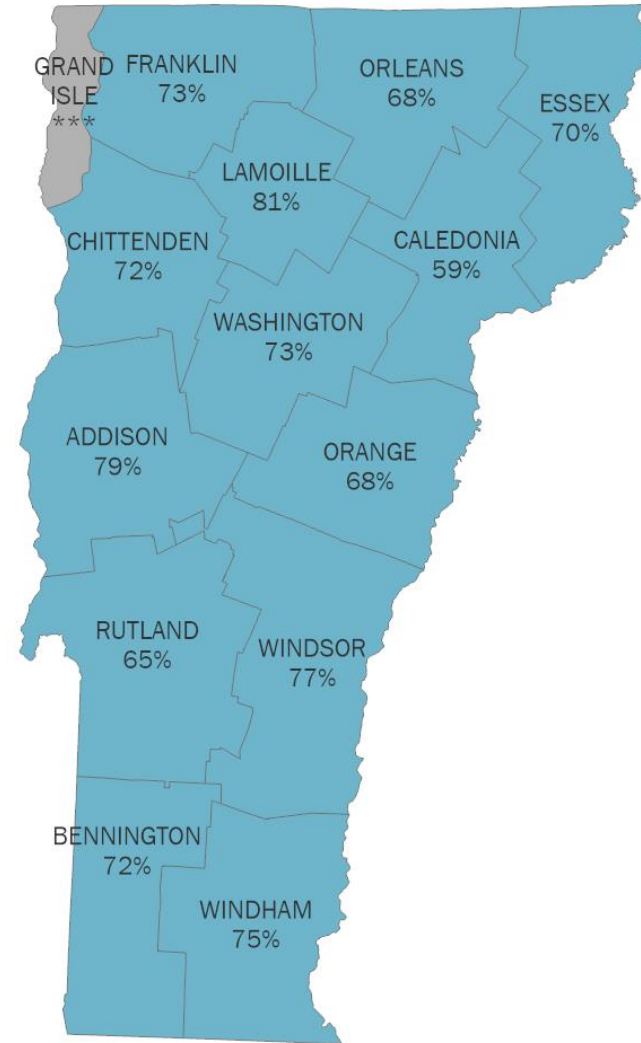 GRAND
ISLE
***
FRANKLIN
73%
ORLEANS
68%
ESSEX
70%
LAMOILLE
81%
CHITTENDEN
72%
CALEDONIA
59%
WASHINGTON
73%
ADDISON
79%
ORANGE
68%
RUTLAND
65%
WINDSOR
77%
BENNINGTON
72%
WINDHAM
75%